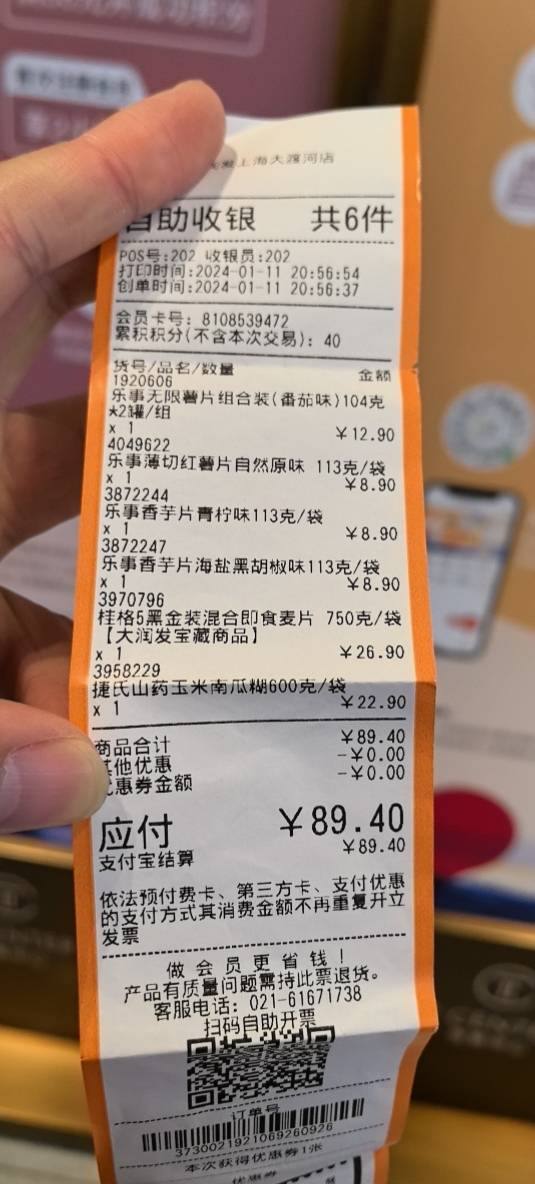 发上海大渡河店
自助收银 共6件
POS号:202 收银员:202
打印时间:2024-01-11 20:56:54
创单时间:2024-01-11 20:56:37
会员卡号: 8108539472
累积积分(不含本次交易): 40
货号/品名/数量 金额
1920606
乐事无限薯片组合装(番茄味)104克
*2罐/组
x 1 ￥12.90
4049622
乐事薄切红薯片自然原味 113克/袋
x 1 ￥8.90
3872244
乐事香芋片青柠味113克/袋
x 1 ￥8.90
3872247
乐事香芋片海盐黑胡椒味113克/袋
x 1 ￥8.90
3970796
桂格5黑金装混合即食麦片 750克/袋
【大润发宝藏商品】
x 1 ￥26.90
3958229
捷氏山药玉米南瓜糊600克/袋
x 1 ￥22.90
商品合计 ￥89.40
其他优惠 -￥0.00
优惠券金额 -￥0.00
应付 ￥89.40
支付宝结算 ￥89.40
依法预付费卡、第三方卡、支付优惠
的支付方式其消费金额不再重复开立
发票
做会员更省钱！
产品有质量问题需持此票退货。
客服电话: 021-61671738
扫码自助开票
订单号
3730021921069260926
本次获得优惠券1张
优惠券